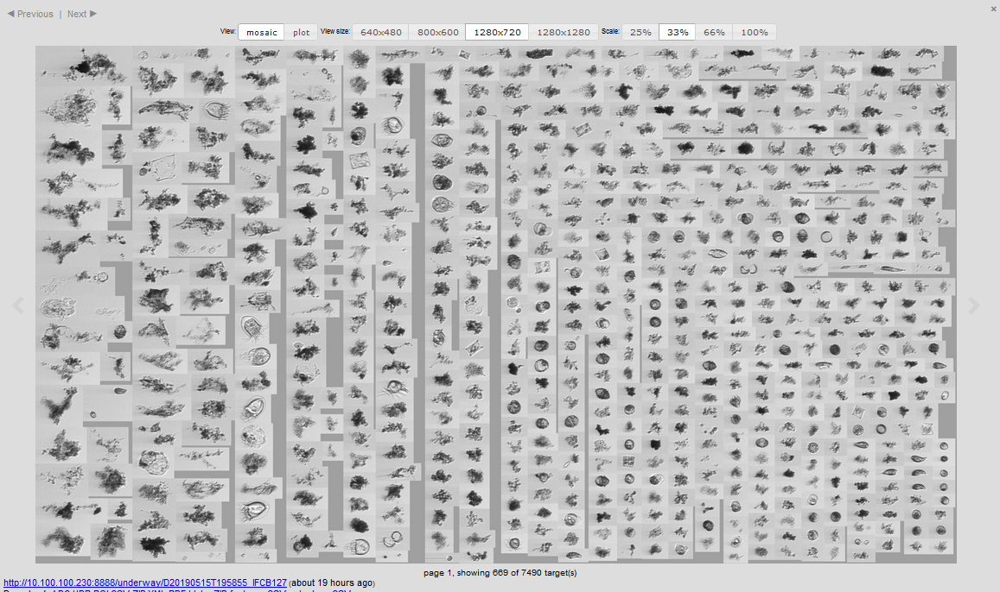 ◀ Previous | Next ▶
View: mosaic plot View size: 640x480 800x600 1280x720 1280x1280 Scale: 25% 33% 66% 100%
page 1, showing 669 of 7490 target(s)
http://10.100.100.230:8888/underway/D20190515T195855_IFCB127 (about 19 hours ago)